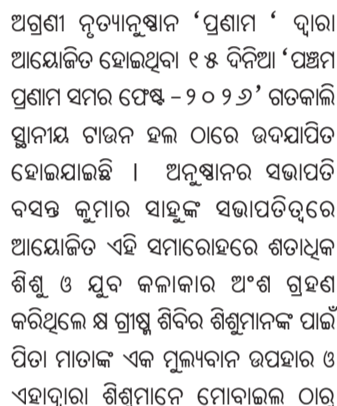 ଅଗ୍ରଣୀ ନୃତ୍ୟାନୁଷ୍ଠାନ ‘ପ୍ରଣାମ ‘ ଦ୍ୱାରା
ଆୟୋଜିତ ହୋଇଥିବା ୧୫ ଦିନିଆ ‘ପଞ୍ଚମ
ପ୍ରଣାମ ସମର ଫେଷ୍ଟ –୨୦୨୬’ ଗତକାଲି
ସ୍ଥାନୀୟ ଟାଉନ ହଲ ଠାରେ ଉଦଯାପିତ
ହୋଇଯାଇଛି । ଅନୁଷ୍ଠାନର ସଭାପତି
ବସନ୍ତ କୁମାର ସାହୁଙ୍କ ସଭାପତିତ୍ୱରେ
ଆୟୋଜିତ ଏହି ସମାରୋହରେ ଶତାଧିକ
ଶିଶୁ ଓ ଯୁବ କଳାକାର ଅଂଶ ଗ୍ରହଣ
କରିଥିଲେ କ୍ଷ ଗ୍ରୀଷ୍ମ ଶିବିର ଶିଶୁମାନଙ୍କ ପାଇଁ
ପିତା ମାତାଙ୍କ ଏକ ମୂଲ୍ୟବାନ ଉପହାର ଓ
ଏହାଦ୍ୱାରା ଶିଶୁମାନେ ମୋବାଇଲ ଠାରୁ